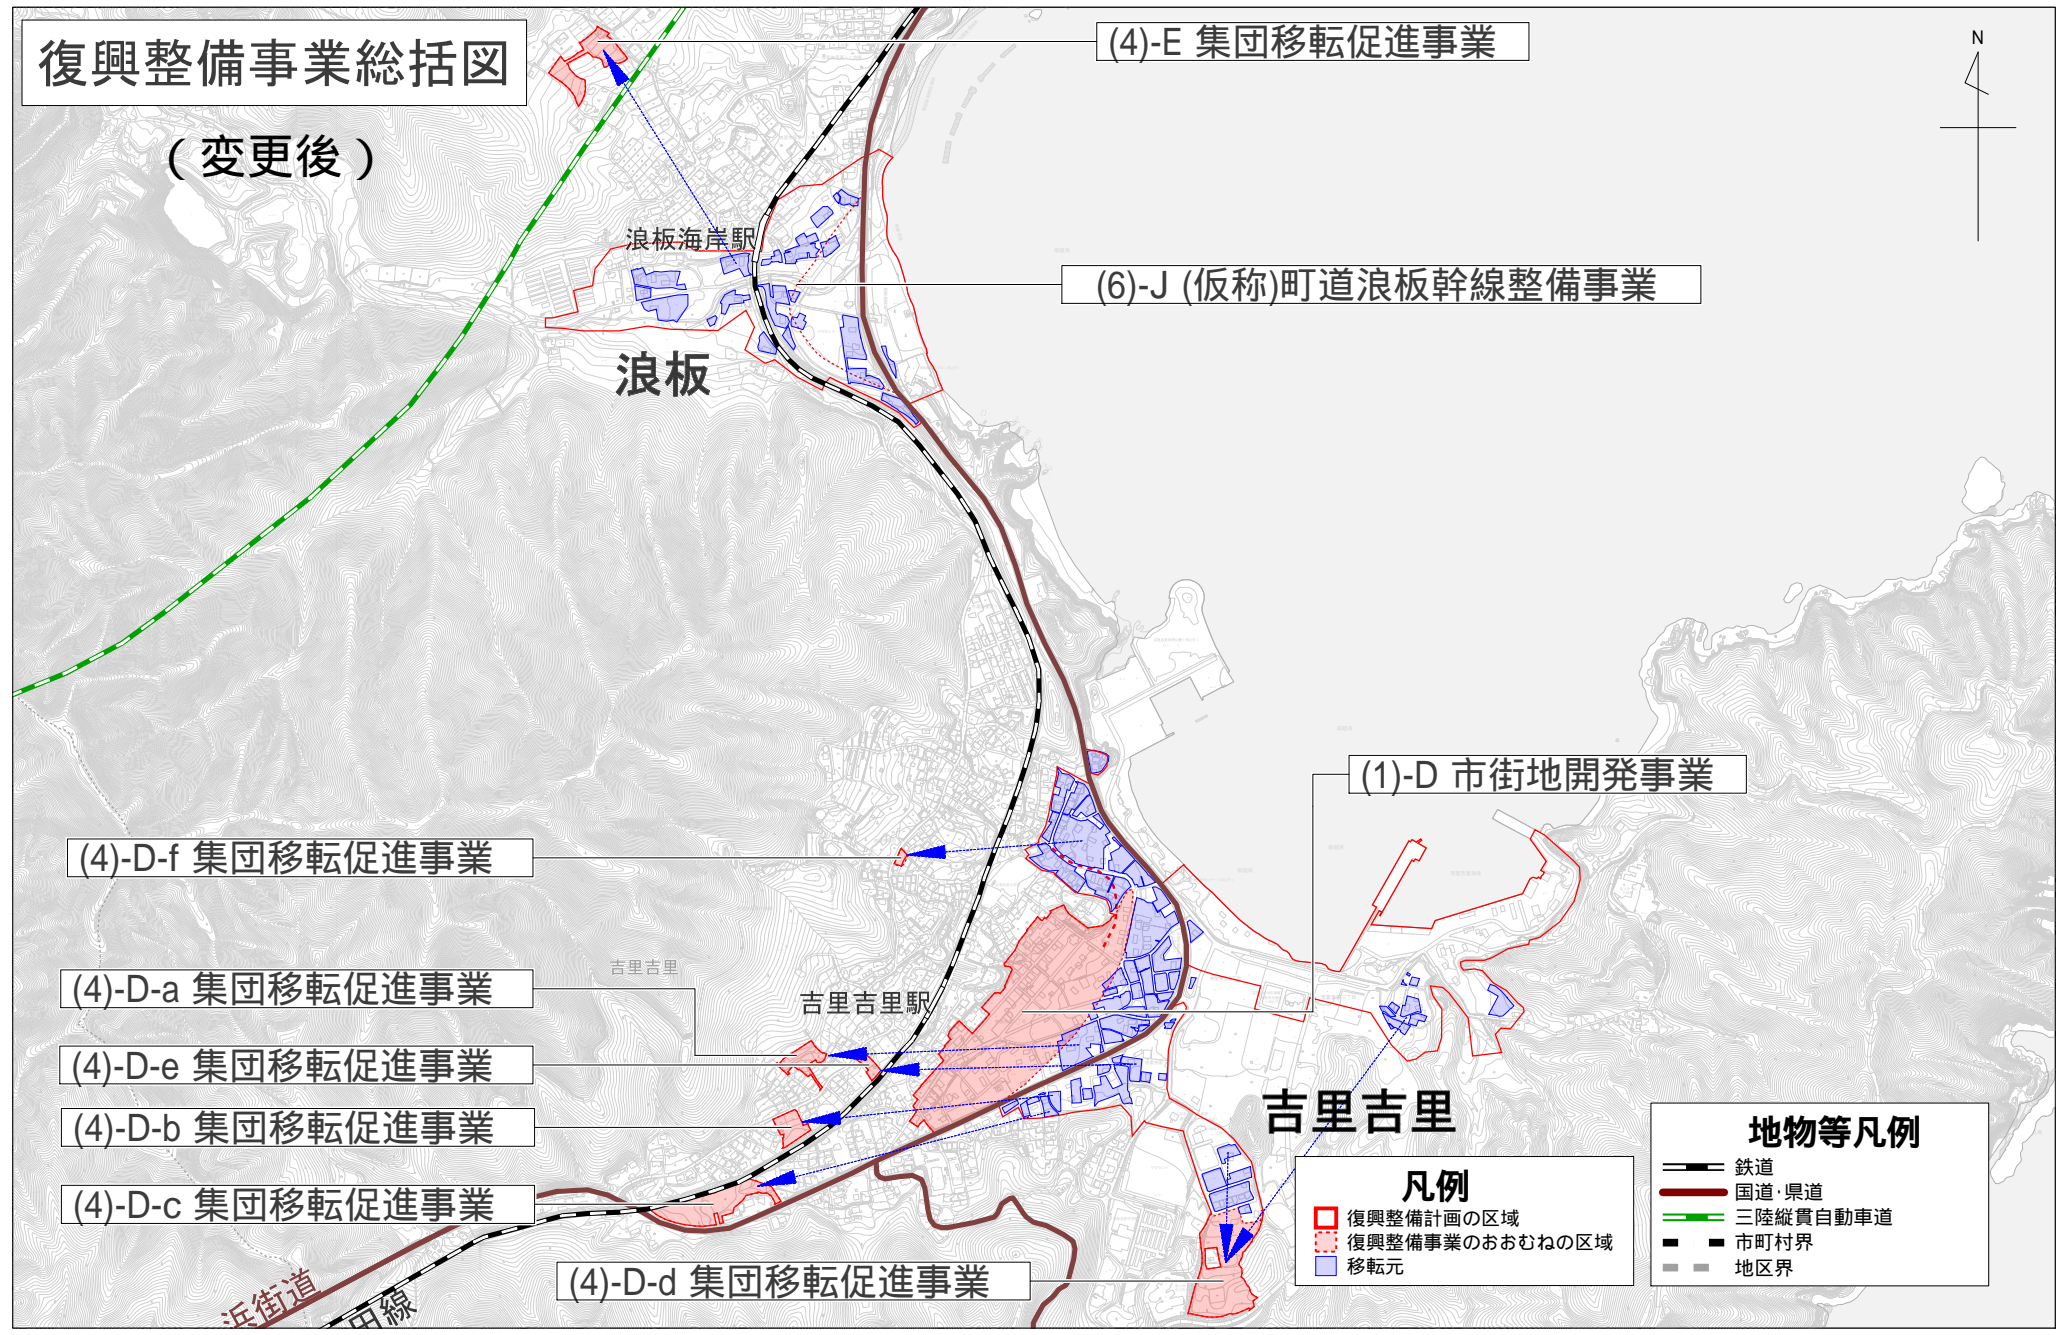 復興整備事業総括図
(変更後)
(4)-E 集団移転促進事業
N
浪板海岸駅
(6)-J (仮称)町道浪板幹線整備事業
浪板
(1)-D 市街地開発事業
(4)-D-f 集団移転促進事業
吉里吉里
(4)-D-a 集団移転促進事業
吉里吉里駅
(4)-D-e 集団移転促進事業
(4)-D-b 集団移転促進事業
吉里吉里
(4)-D-c 集団移転促進事業
(4)-D-d 集団移転促進事業
浜街道
田線
凡例
復興整備計画の区域
復興整備事業のおおむねの区域
移転元
地物等凡例
鉄道
国道・県道
三陸縦貫自動車道
市町村界
地区界